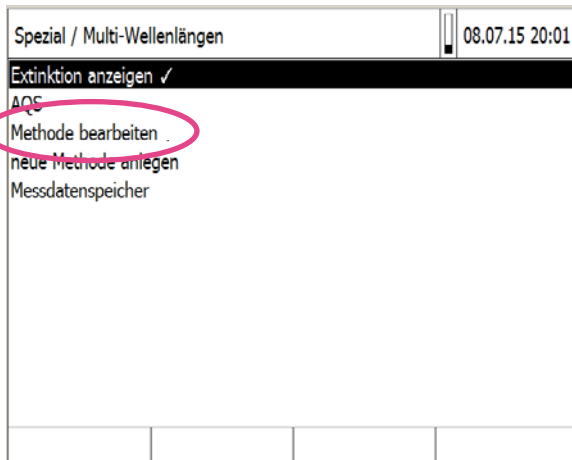 Spezial / Multi-Wellenlängen 08.07.15 20:01
Extinktion anzeigen ✓
AQS
Methode bearbeiten
neue Methode anlegen
Messdatenspeicher